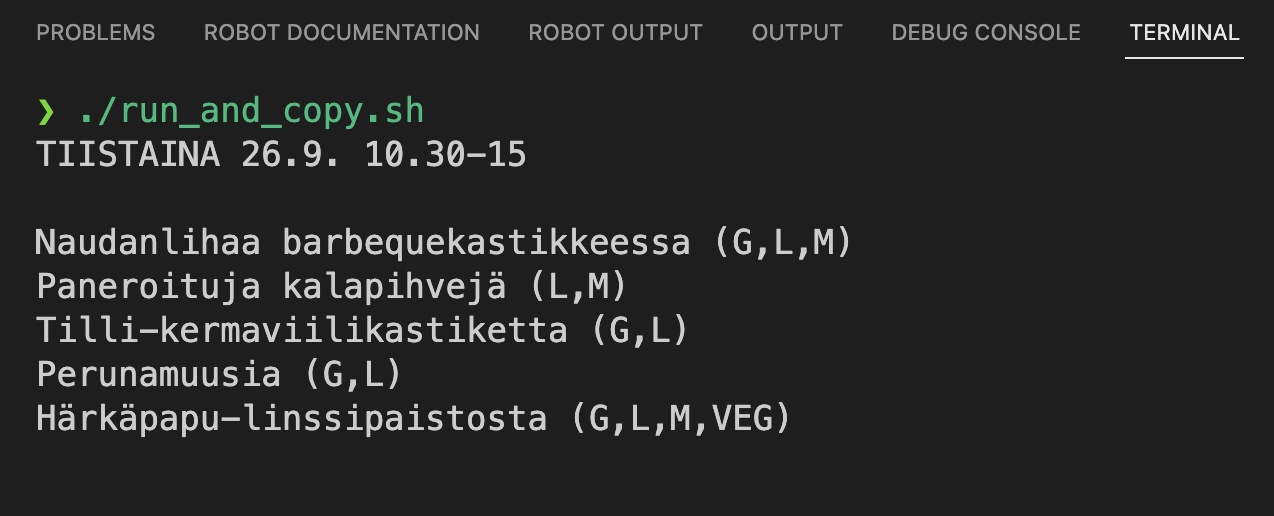 PROBLEMS ROBOT DOCUMENTATION ROBOT OUTPUT OUTPUT DEBUG CONSOLE TERMINAL
❯ ./run_and_copy.sh
TIISTAINA 26.9. 10.30-15
Naudanlihaa barbequekastikkeessa (G,L,M)
Paneroituja kalapihvejä (L,M)
Tilli-kermaviilikastiketta (G,L)
Perunamuusia (G,L)
Härkäpapu-linssipaistosta (G,L,M,VEG)